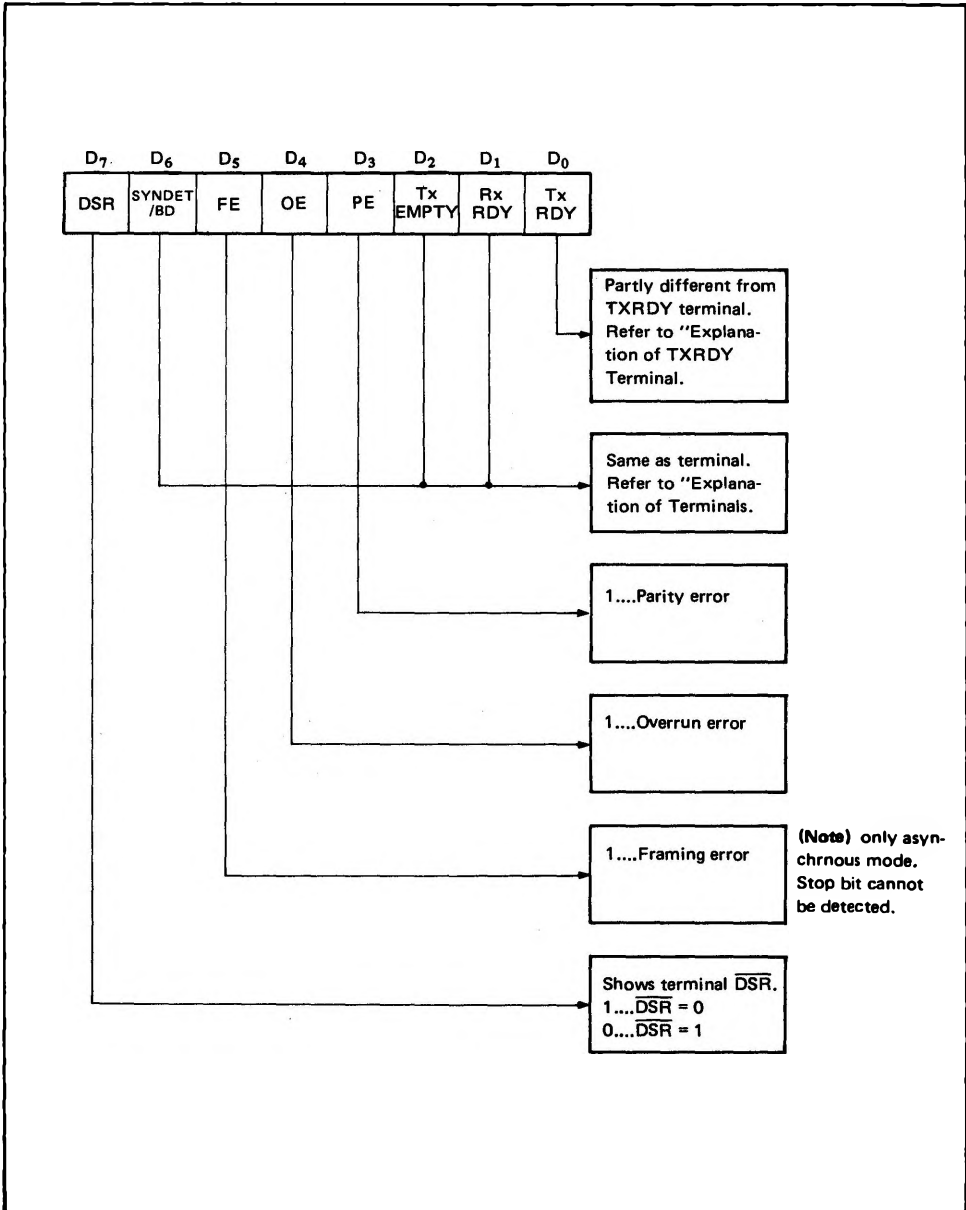 D₇ D₆ D₅ D₄ D₃ D₂ D₁ D₀
DSR SYNDET/BD FE OE PE Tx EMPTY Rx RDY Tx RDY
Partly different from
TXRDY terminal.
Refer to "Explana-
tion of TXRDY
Terminal.
Same as terminal.
Refer to "Explana-
tion of Terminals.
1....Parity error
1....Overrun error
1....Framing error
(Note) only asyn-
chrnous mode.
Stop bit cannot
be detected.
Shows terminal D̅S̅R̅.
1....D̅S̅R̅ = 0
0....D̅S̅R̅ = 1